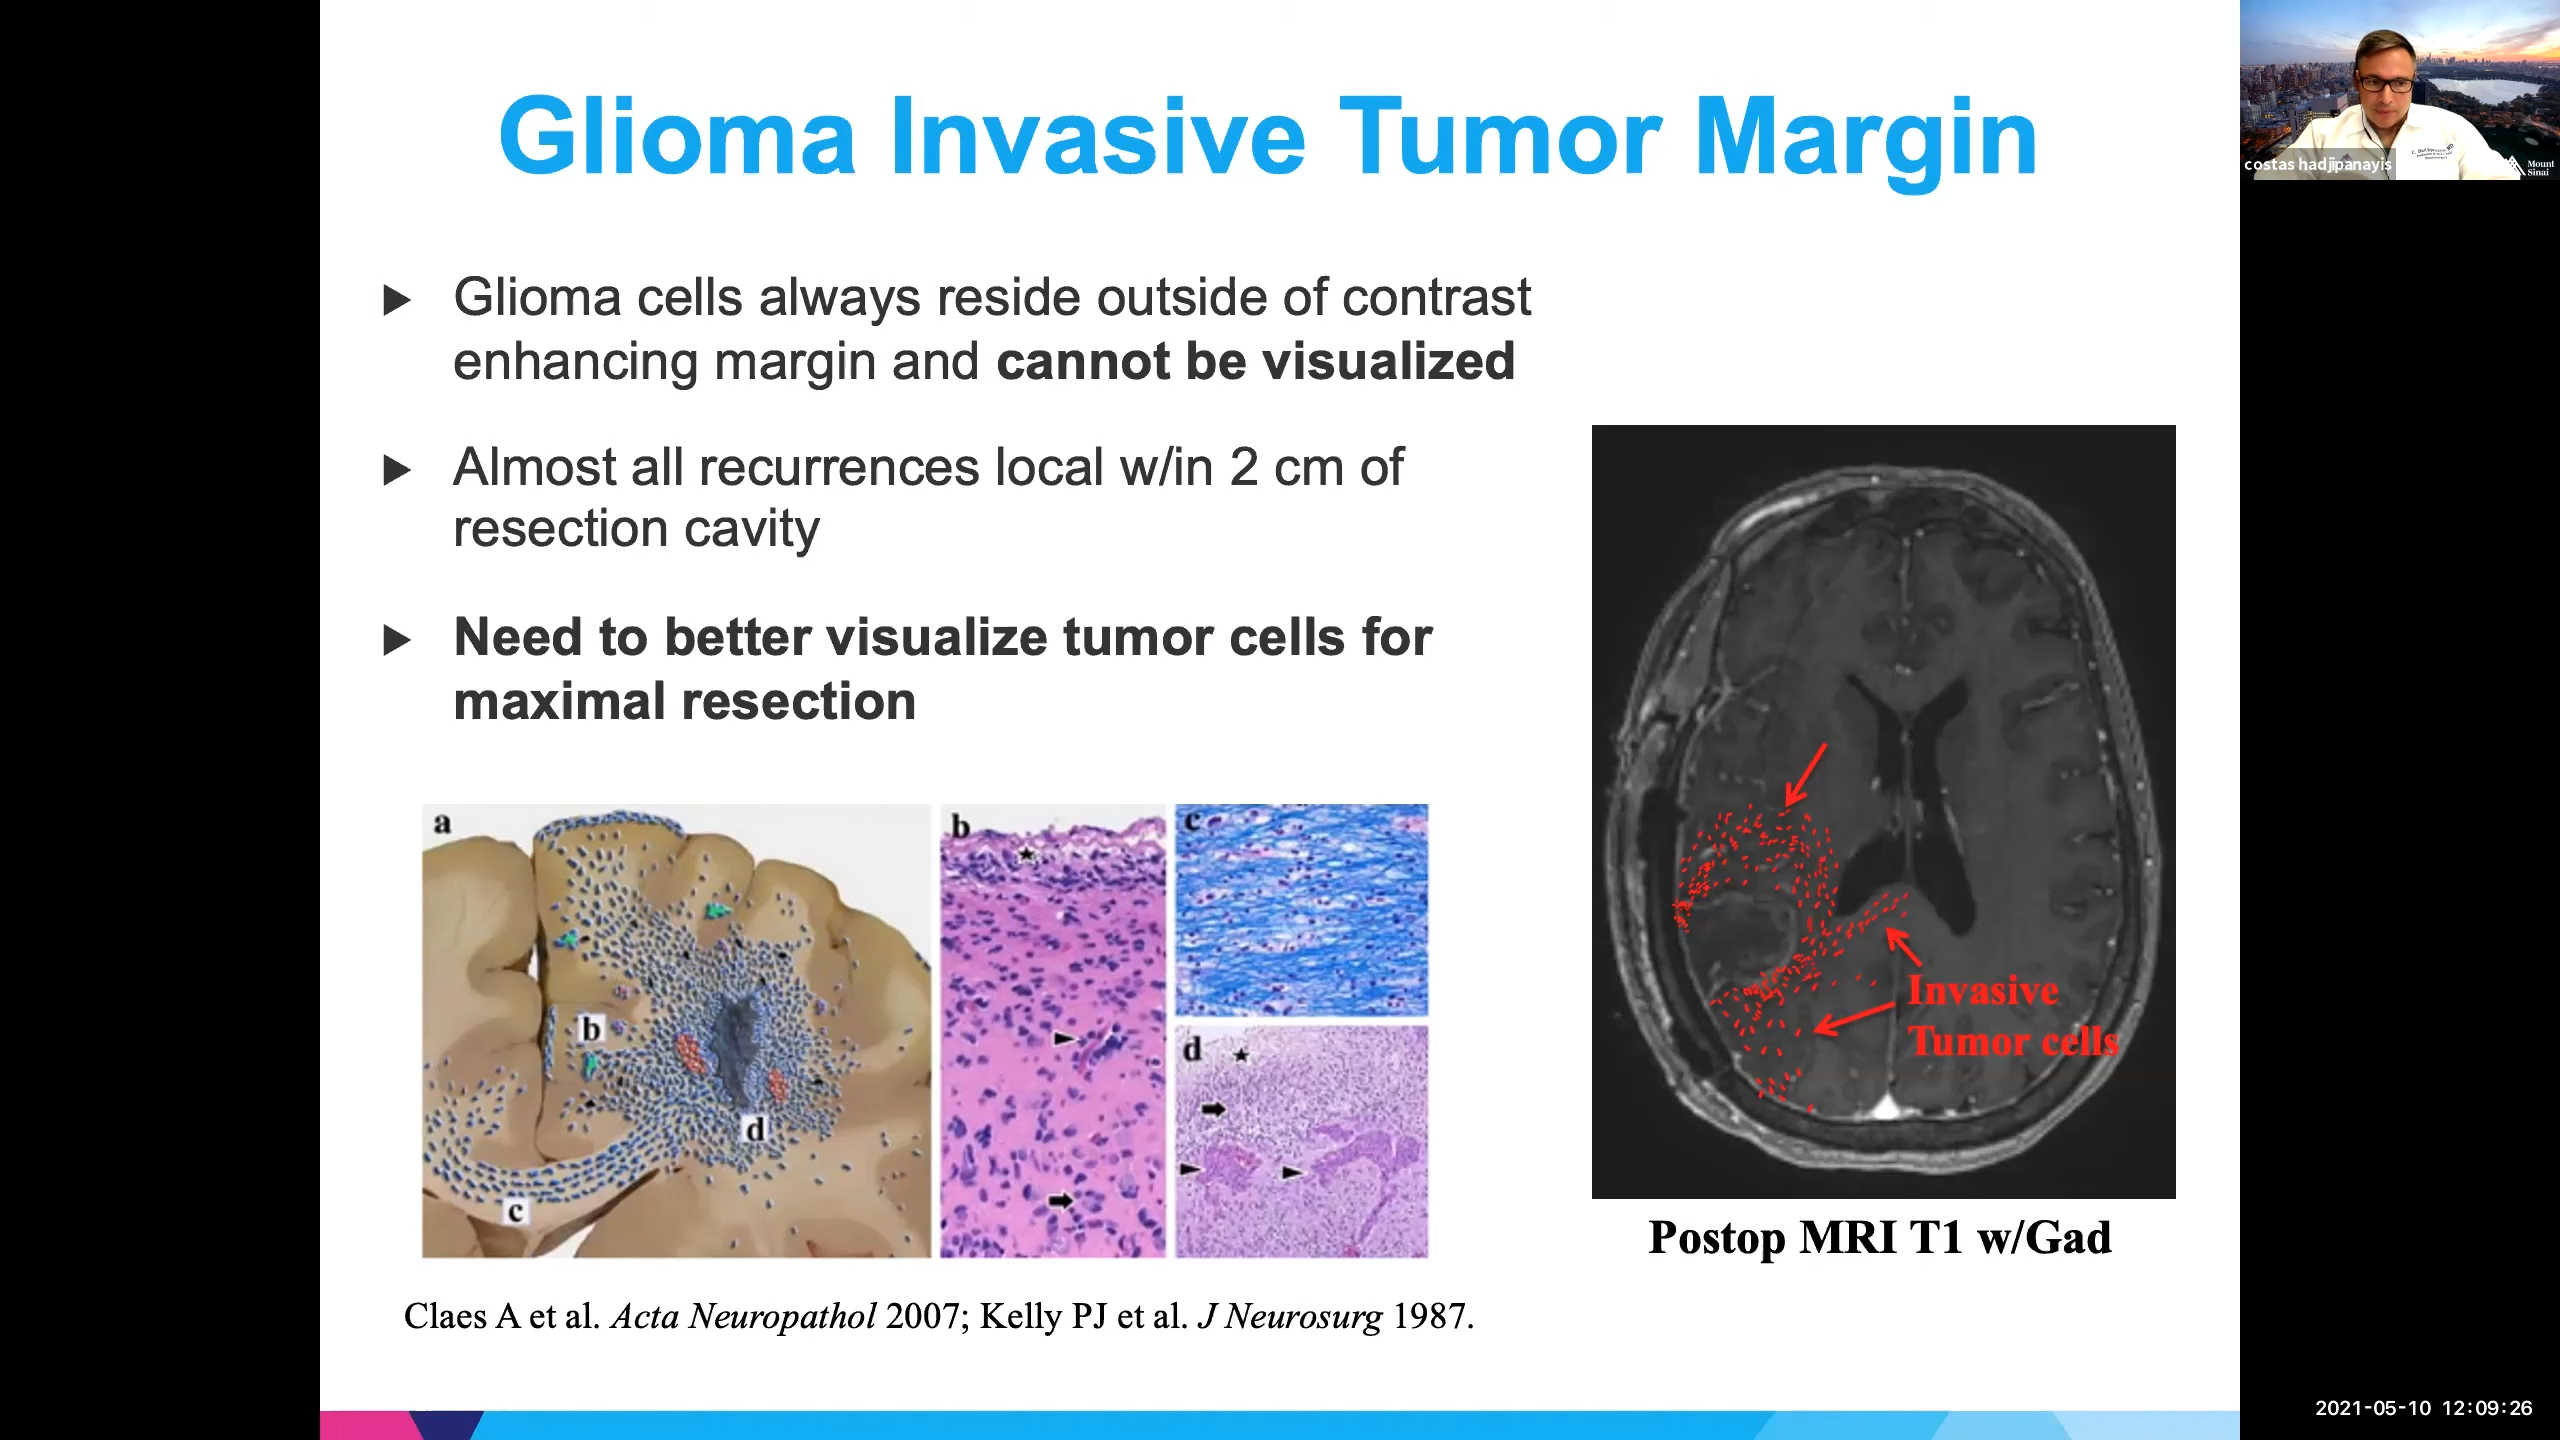 Glioma Invasive Tumor Margin
▶ Glioma cells always reside outside of contrast
enhancing margin and cannot be visualized
▶ Almost all recurrences local w/in 2 cm of
resection cavity
▶ Need to better visualize tumor cells for
maximal resection
a
b
c
d
b
c
d
Invasive
Tumor cells
Postop MRI T1 w/Gad
Claes A et al. Acta Neuropathol 2007; Kelly PJ et al. J Neurosurg 1987.
costas hadjipanayis
Mount
Sinai
2021-05-10 12:09:26